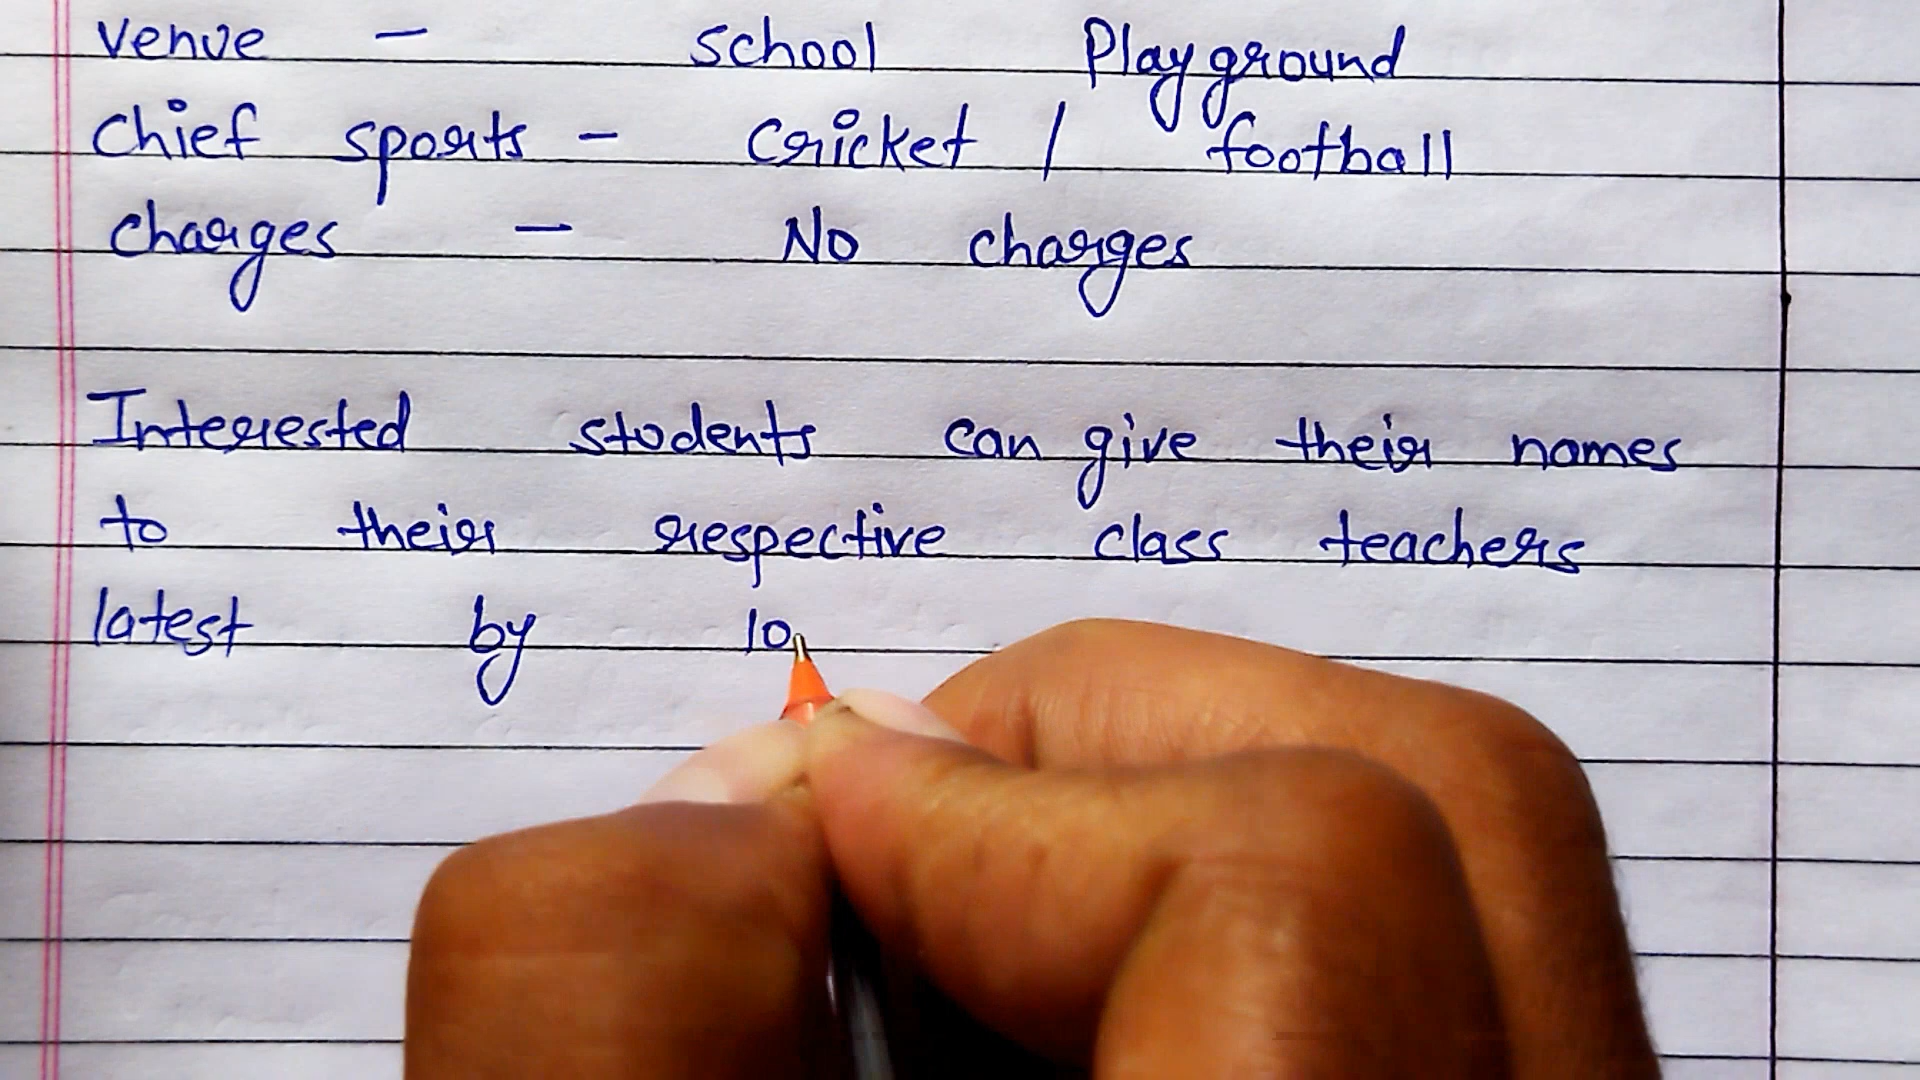 Venue - school Playground
Chief sports - cricket / football
charges - No charges
Interested students can give their names
to their respective class teachers
latest by 10